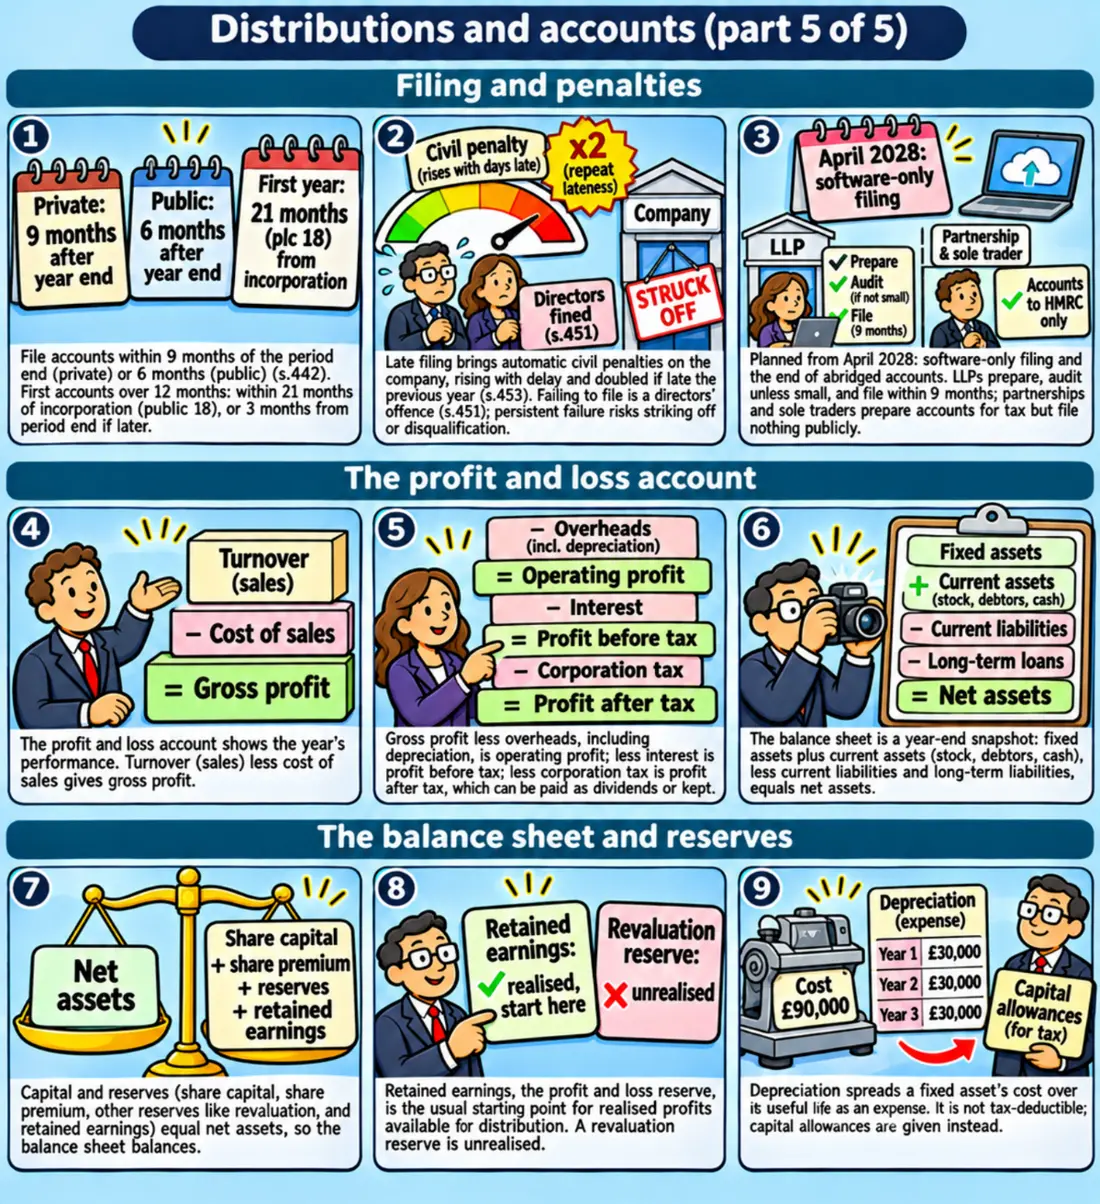 Distributions and accounts (part 5 of 5)
Filing and penalties
1
Private:
9 months
after
year end
Public:
6 months
after
year end
First year:
21 months
(plc 18)
from
incorporation
File accounts within 9 months of the period
end (private) or 6 months (public) (s.442).
First accounts over 12 months: within 21 months
of incorporation (public 18), or 3 months from
period end if later.
2
Civil penalty
(rises with days late)
x2
(repeat
lateness)
Company
STRUCK
OFF
Directors
fined
(s.451)
Late filing brings automatic civil penalties on the
company, rising with delay and doubled if late the
previous year (s.453). Failing to file is a directors'
offence (s.451); persistent failure risks striking off
or disqualification.
3
April 2028:
software-only
filing
LLP
Prepare
Audit
(if not small)
File
(9 months)
Partnership
& sole trader
Accounts
to HMRC
only
Planned from April 2028: software-only filing and
the end of abridged accounts. LLPs prepare, audit
unless small, and file within 9 months; partnerships
and sole traders prepare accounts for tax but file
nothing publicly.
The profit and loss account
4
Turnover
(sales)
− Cost of sales
= Gross profit
The profit and loss account shows the year's
performance. Turnover (sales) less cost of
sales gives gross profit.
5
− Overheads
(incl. depreciation)
= Operating profit
− Interest
= Profit before tax
− Corporation tax
= Profit after tax
Gross profit less overheads, including
depreciation, is operating profit; less interest is
profit before tax; less corporation tax is profit
after tax, which can be paid as dividends or kept.
6
Fixed assets
+ Current assets
(stock, debtors, cash)
− Current liabilities
− Long-term loans
= Net assets
The balance sheet is a year-end snapshot: fixed
assets plus current assets (stock, debtors, cash),
less current liabilities and long-term liabilities,
equals net assets.
The balance sheet and reserves
7
Net
assets
Share capital
+ share premium
+ reserves
+ retained
earnings
Capital and reserves (share capital, share
premium, other reserves like revaluation, and
retained earnings) equal net assets, so the
balance sheet balances.
8
Retained
earnings:
realised,
start here
Revaluation
reserve:
unrealised
Retained earnings, the profit and loss reserve,
is the usual starting point for realised profits
available for distribution. A revaluation
reserve is unrealised.
9
Cost
£90,000
Depreciation
(expense)
Year 1 £30,000
Year 2 £30,000
Year 3 £30,000
Capital
allowances
(for tax)
Depreciation spreads a fixed asset's cost over
its useful life as an expense. It is not tax-deductible;
capital allowances are given instead.